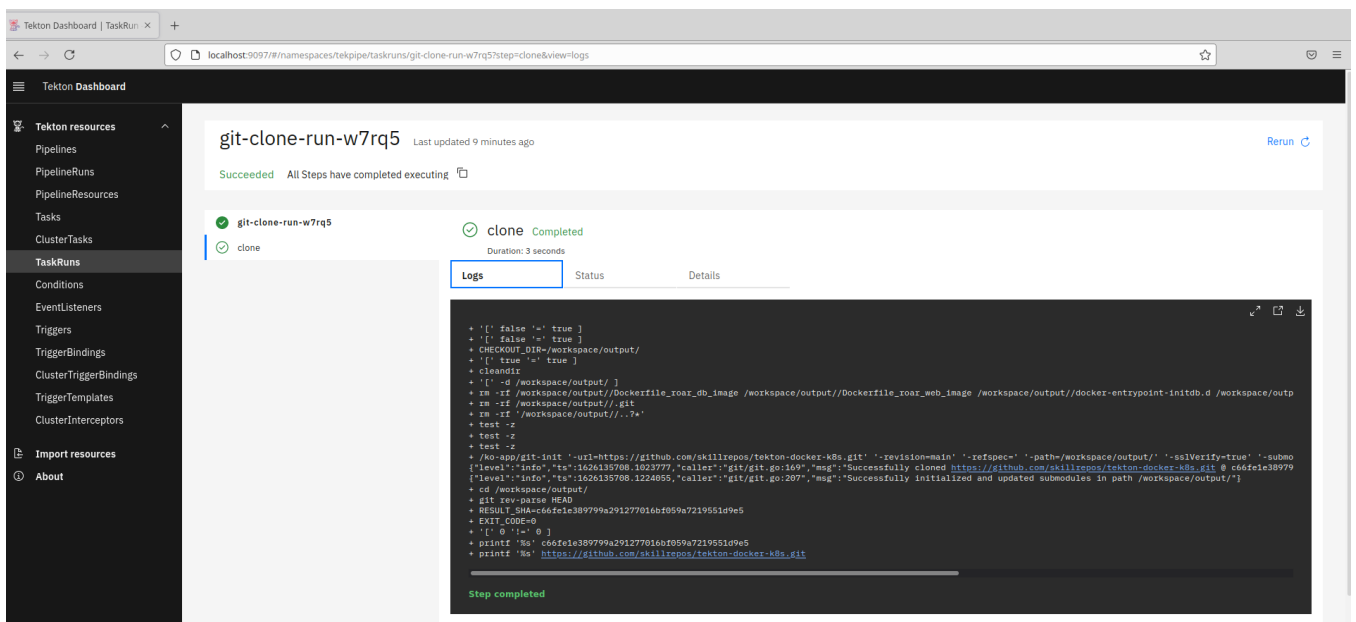 Tekton Dashboard | TaskRun
localhost:9097/#/namespaces/tekpipe/taskruns/git-clone-run-w7rq5?step=clone&view=logs
Tekton Dashboard
Tekton resources
Pipelines
PipelineRuns
PipelineResources
Tasks
ClusterTasks
TaskRuns
Conditions
EventListeners
Triggers
TriggerBindings
ClusterTriggerBindings
TriggerTemplates
ClusterInterceptors
Import resources
About
git-clone-run-w7rq5 Last updated 9 minutes ago
Rerun
Succeeded All Steps have completed executing
git-clone-run-w7rq5
clone
clone Completed
Duration: 3 seconds
Logs Status Details
+ '[' false '=' true ]
+ '[' false '=' true ]
+ CHECKOUT_DIR=/workspace/output/
+ '[' true '=' true ]
+ cleandir
+ '[' -d /workspace/output/ ]
+ rm -rf /workspace/output//Dockerfile_roar_db_image /workspace/output//Dockerfile_roar_web_image /workspace/output//docker-entrypoint-initdb.d /workspace/outp
+ rm -rf /workspace/output//.git
+ rm -rf '/workspace/output//..?*'
+ test -z
+ test -z
+ test -z
+ /ko-app/git-init '-url=https://github.com/skillrepos/tekton-docker-k8s.git' '-revision=main' '-refspec=' '-path=/workspace/output/' '-sslVerify=true' '-submo
{"level":"info","ts":1626135708.1023777,"caller":"git/git.go:169","msg":"Successfully cloned https://github.com/skillrepos/tekton-docker-k8s.git @ c66fe1e38979
{"level":"info","ts":1626135708.1224055,"caller":"git/git.go:207","msg":"Successfully initialized and updated submodules in path /workspace/output/"}
+ cd /workspace/output/
+ git rev-parse HEAD
+ RESULT_SHA=c66fe1e389799a291277016bf059a7219551d9e5
+ EXIT_CODE=0
+ '[' 0 '!=' 0 ]
+ printf '%s' c66fe1e389799a291277016bf059a7219551d9e5
+ printf '%s' https://github.com/skillrepos/tekton-docker-k8s.git
Step completed